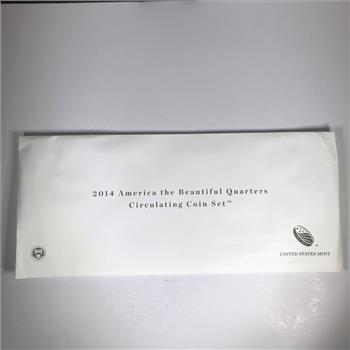 2014 America the Beautiful Quarters
Circulating Coin Set™
UNITED STATES MINT